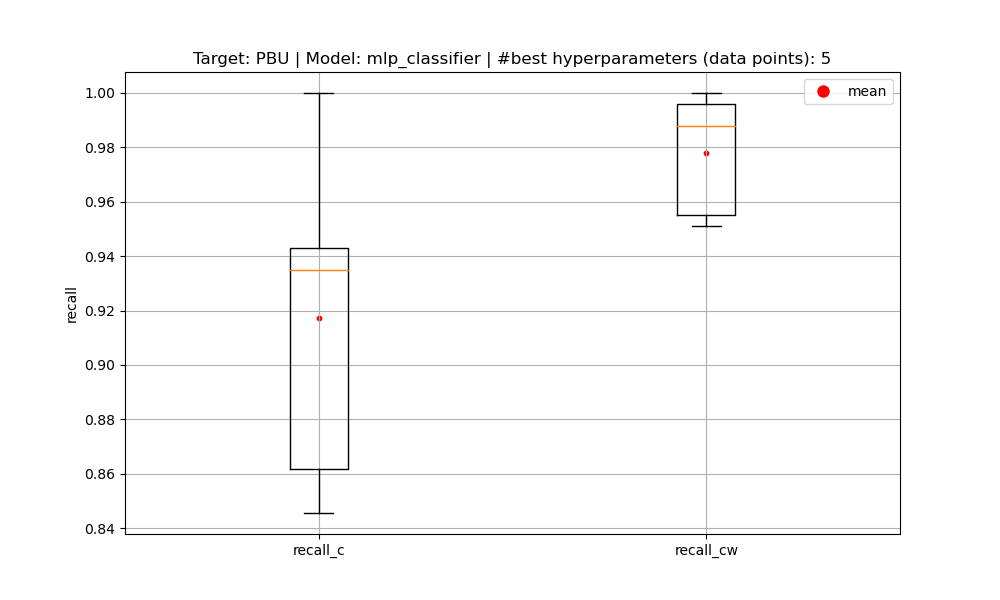 Target: PBU | Model: mlp_classifier | #best hyperparameters (data points): 5
mean
1.00
0.98
0.96
0.94
0.92
0.90
0.88
0.86
0.84
recall
recall_c
recall_cw